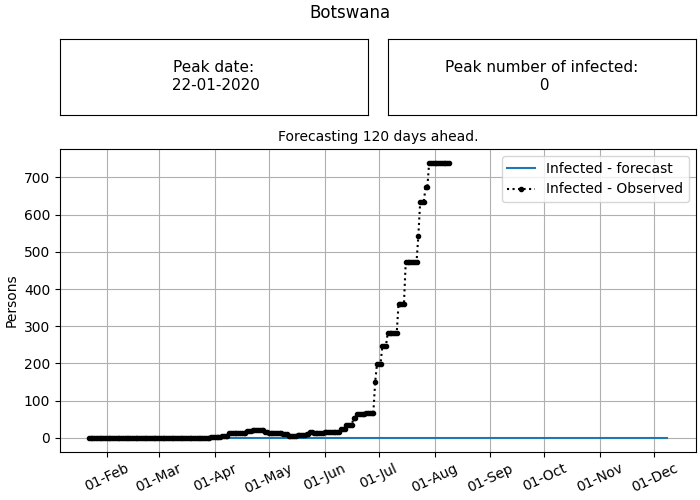 Botswana
Peak date:
22-01-2020
Peak number of infected:
0
Forecasting 120 days ahead.
Infected - forecast
Infected - Observed
Persons
700
600
500
400
300
200
100
0
01-Feb
01-Mar
01-Apr
01-May
01-Jun
01-Jul
01-Aug
01-Sep
01-Oct
01-Nov
01-Dec